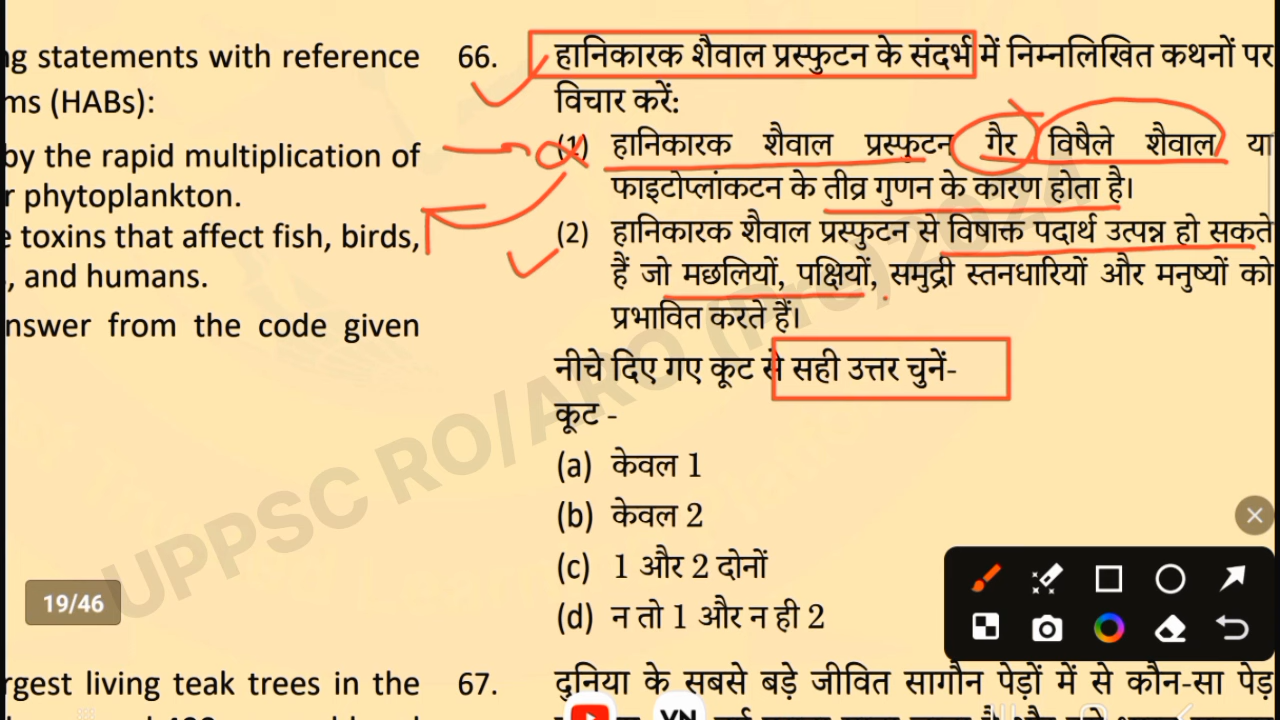 ng statements with reference
ms (HABs):
by the rapid multiplication of
r phytoplankton.
e toxins that affect fish, birds,
, and humans.
nswer from the code given
66. हानिकारक शैवाल प्रस्फुटन के संदर्भ में निम्नलिखित कथनों पर
विचार करें:
(1) हानिकारक शैवाल प्रस्फुटन गैर विषैले शैवाल या
फाइटोप्लांकटन के तीव्र गुणन के कारण होता है।
(2) हानिकारक शैवाल प्रस्फुटन से विषाक्त पदार्थ उत्पन्न हो सकते
हैं जो मछलियों, पक्षियों, समुद्री स्तनधारियों और मनुष्यों को
प्रभावित करते हैं।
नीचे दिए गए कूट से सही उत्तर चुनें-
कूट -
(a) केवल 1
(b) केवल 2
(c) 1 और 2 दोनों
(d) न तो 1 और न ही 2
UPPSC RO/ARO (Pre) 2024
19/46
rgest living teak trees in the
67. दुनिया के सबसे बड़े जीवित सागौन पेड़ों में से कौन-सा पेड़
VN